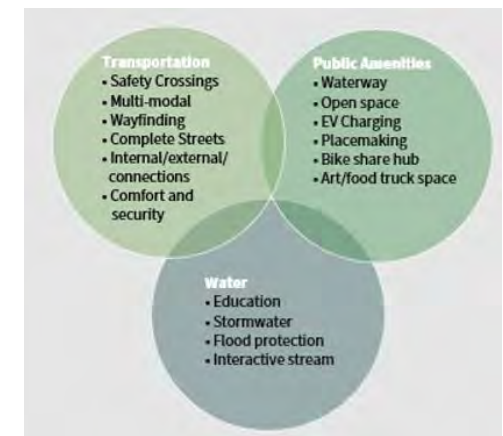 Transportation
• Safety Crossings
• Multi-modal
• Wayfinding
• Complete Streets
• Internal/external/
connections
• Comfort and
security
Public Amenities
• Waterway
• Open space
• EV Charging
• Placemaking
• Bike share hub
• Art/food truck space
Water
• Education
• Stormwater
• Flood protection
• Interactive stream